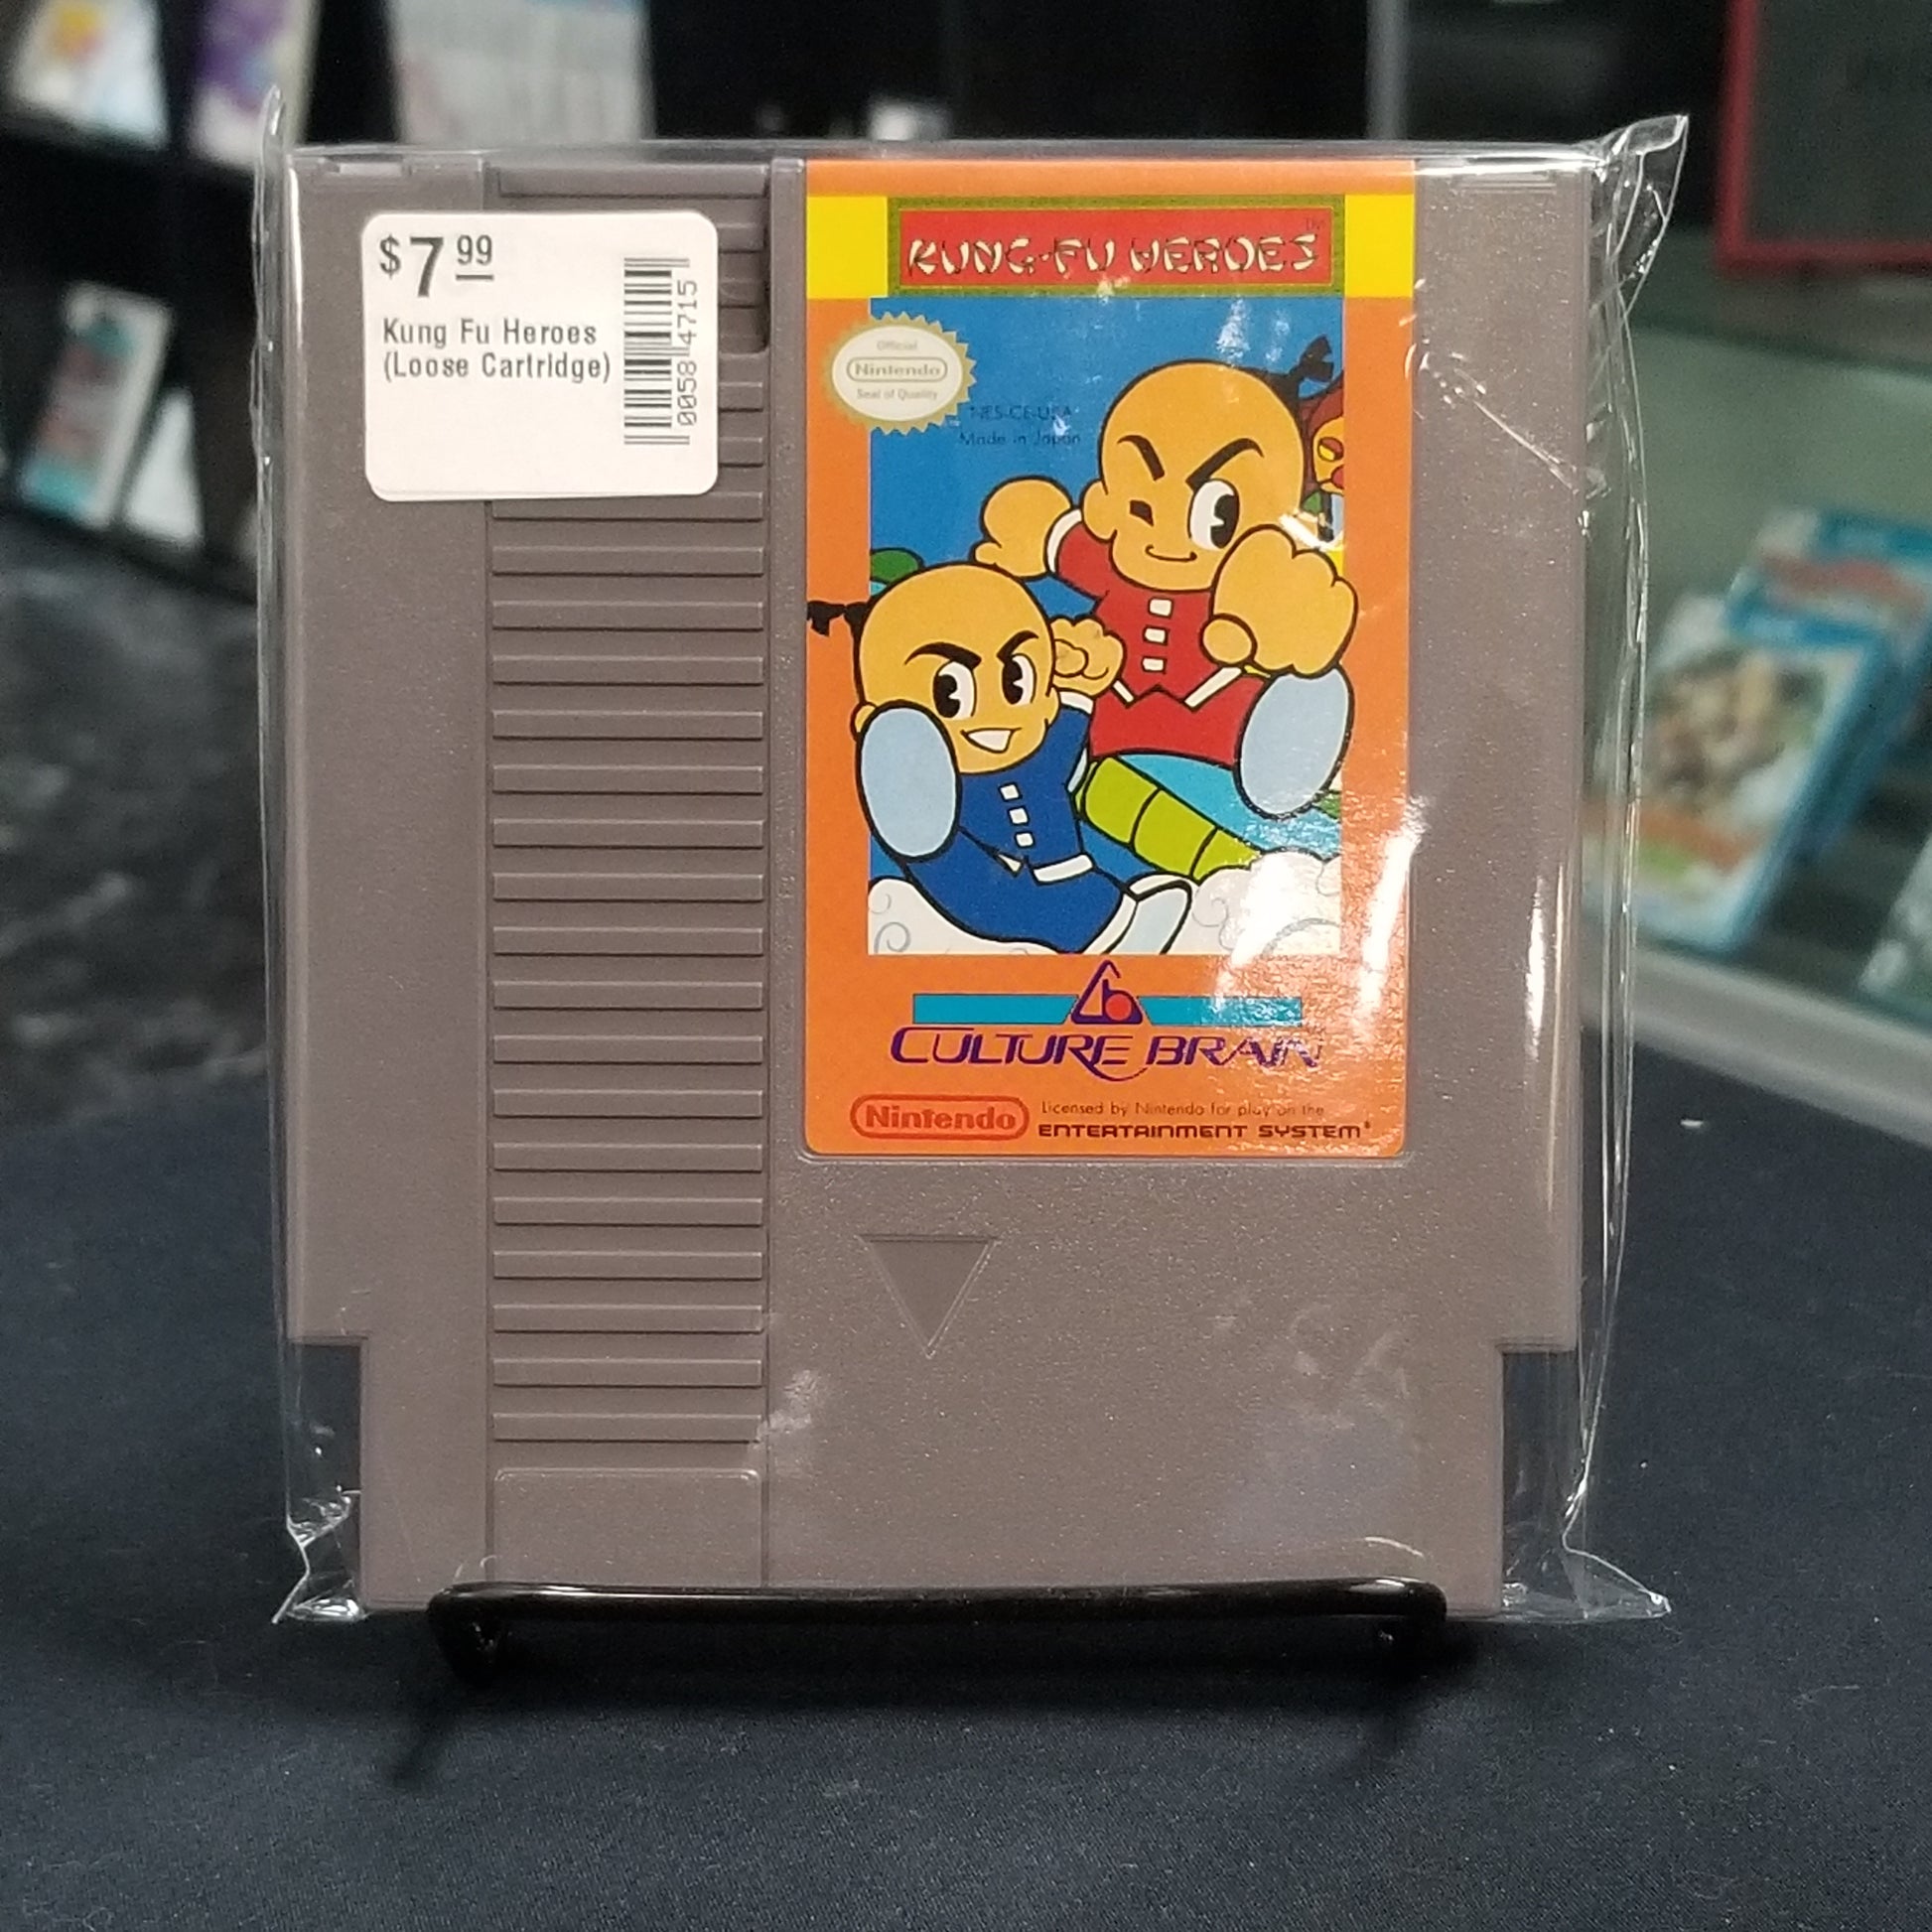 $7.99
Kung Fu Heroes
(Loose Cartridge)
0058 4715
KUNG-FU HEROES TM
Official
Nintendo
Seal of Quality
NES-CE-USA
Made in Japan
CULTURE BRAIN
Nintendo
Licensed by Nintendo for play on the
ENTERTAINMENT SYSTEM